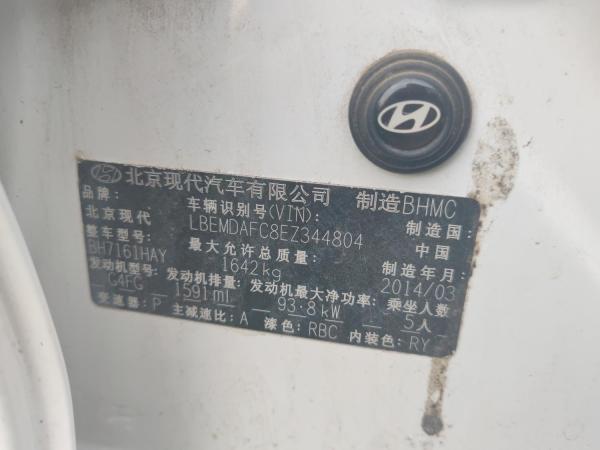 北京现代汽车有限公司 制造BHMC
品牌: 车辆识别号(VIN): 制造国:
北京现代 LBEMDAFC8EZ344804 中国
整车型号: 最大允许总质量: 制造年月:
BH7161HAY 1642kg 2014/03
发动机型号: 发动机排量: 发动机最大净功率: 乘坐人数
G4FG 1591ml 93.8kW 5人
变速器: P 主减速比: A 漆色: RBC 内装色: RY